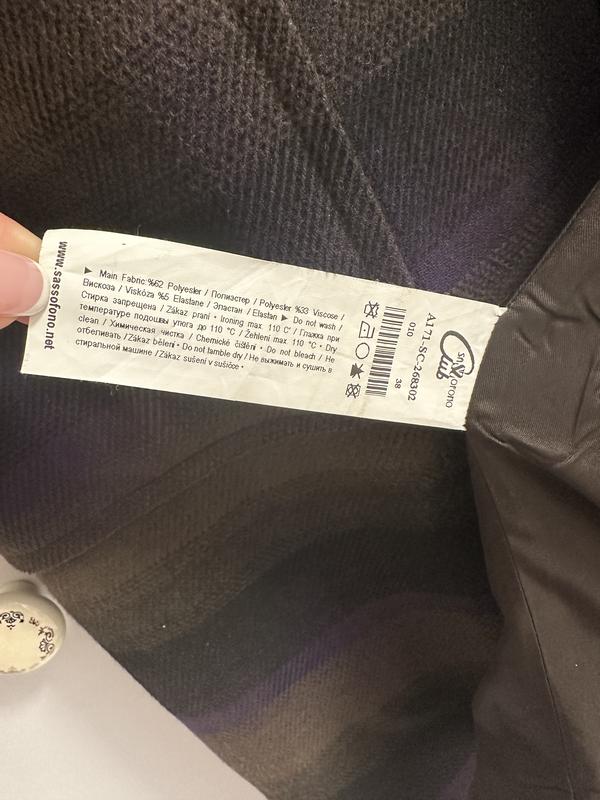 www.sassofono.net
► Main Fabric:%62 Polyester / Полиэстер / Polyester %33 Viscose /
Вискоза / Viskóza %5 Elastane / Эластан / Elastan ► Do not wash /
Стирка запрещена / Zákaz praní • Ironing max. 110 C° / Глажка при
температуре подошвы утюга до 110 °C / Žehlení max. 110 °C • Dry
clean / Химическая чистка / Chemické čištění • Do not bleach / Не
отбеливать / Zákaz bělení • Do not tamble dry / Не выжимать и сушить в
стиральной машине / Zákaz sušení v sušičce •
010
38
A171-SC-268302
Club